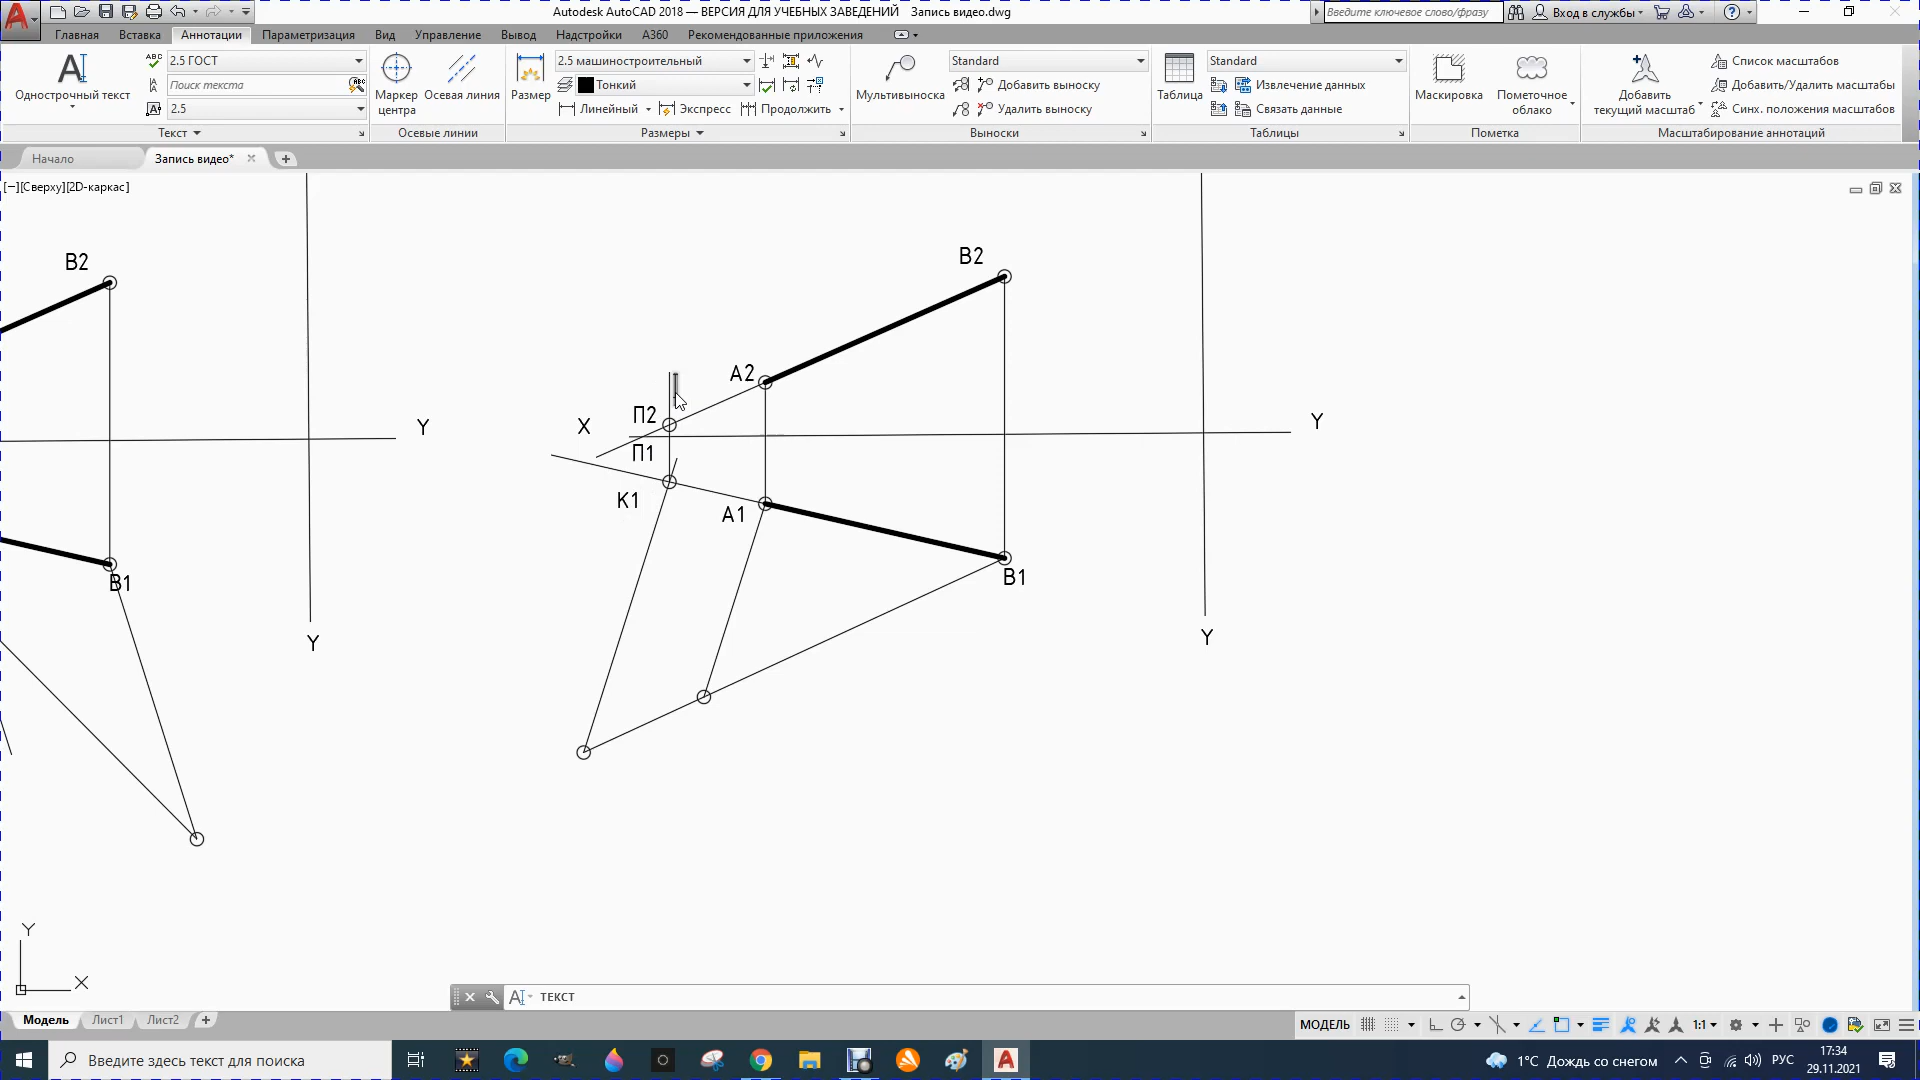 Autodesk AutoCAD 2018 — ВЕРСИЯ ДЛЯ УЧЕБНЫХ ЗАВЕДЕНИЙ Запись видео.dwg
Введите ключевое слово/фразу
Вход в службы
Главная Вставка Аннотации Параметризация Вид Управление Вывод Надстройки A360 Рекомендованные приложения
Однострочный текст
2.5 ГОСТ
Поиск текста
2.5
Текст
Маркер центра
Осевая линия
Осевые линии
Размер
2.5 машиностроительный
Тонкий
Линейный Экспресс Продолжить
Размеры
Мультивыноска
Standard
Добавить выноску
Удалить выноску
Выноски
Таблица
Standard
Извлечение данных
Связать данные
Таблицы
Маскировка
Пометочное облако
Пометка
Добавить текущий масштаб
Список масштабов
Добавить/Удалить масштабы
Синх. положения масштабов
Масштабирование аннотаций
Начало
Запись видео*
[−][Сверху][2D-каркас]
B2
B2
A2
П2
X
Y
Y
П1
K1
A1
B1
B1
Y
Y
Y
X
ТЕКСТ
Модель Лист1 Лист2
МОДЕЛЬ
1:1
Введите здесь текст для поиска
1°C Дождь со снегом
РУС
17:34
29.11.2021